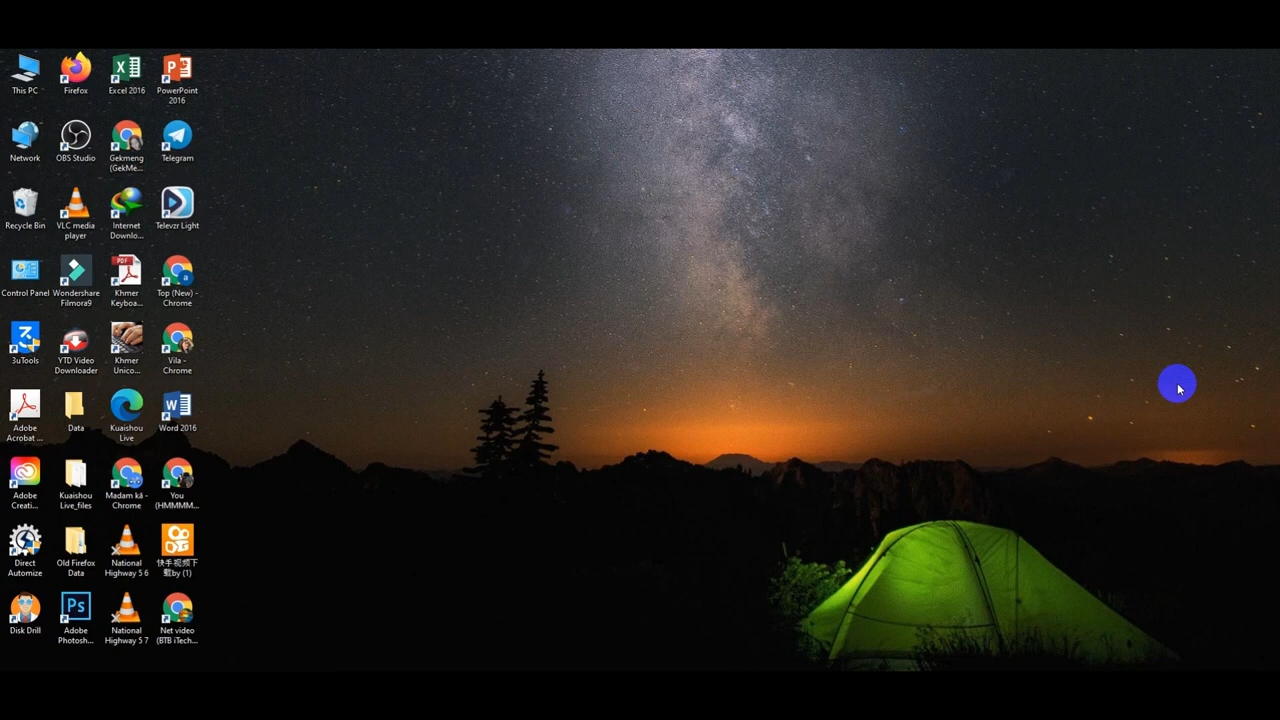 This PC
Firefox
Excel 2016
PowerPoint
2016
Network
OBS Studio
Gekmeng
(GekMe...
Telegram
Recycle Bin
VLC media
player
Internet
Downlo...
Televzr Light
Control Panel
Wondershare
Filmora9
Khmer
Keyboa...
Top (New) -
Chrome
3uTools
YTD Video
Downloader
Khmer
Unico...
Vila -
Chrome
Adobe
Acrobat ...
Data
Kuaishou
Live
Word 2016
Adobe
Creati...
Kuaishou
Live_files
Madam kā -
Chrome
You
(HMMMM...
Direct
Automize
Old Firefox
Data
National
Highway 5 6
快手视频下
载by (1)
Disk Drill
Adobe
Photosh...
National
Highway 5 7
Net video
(BTB iTech...